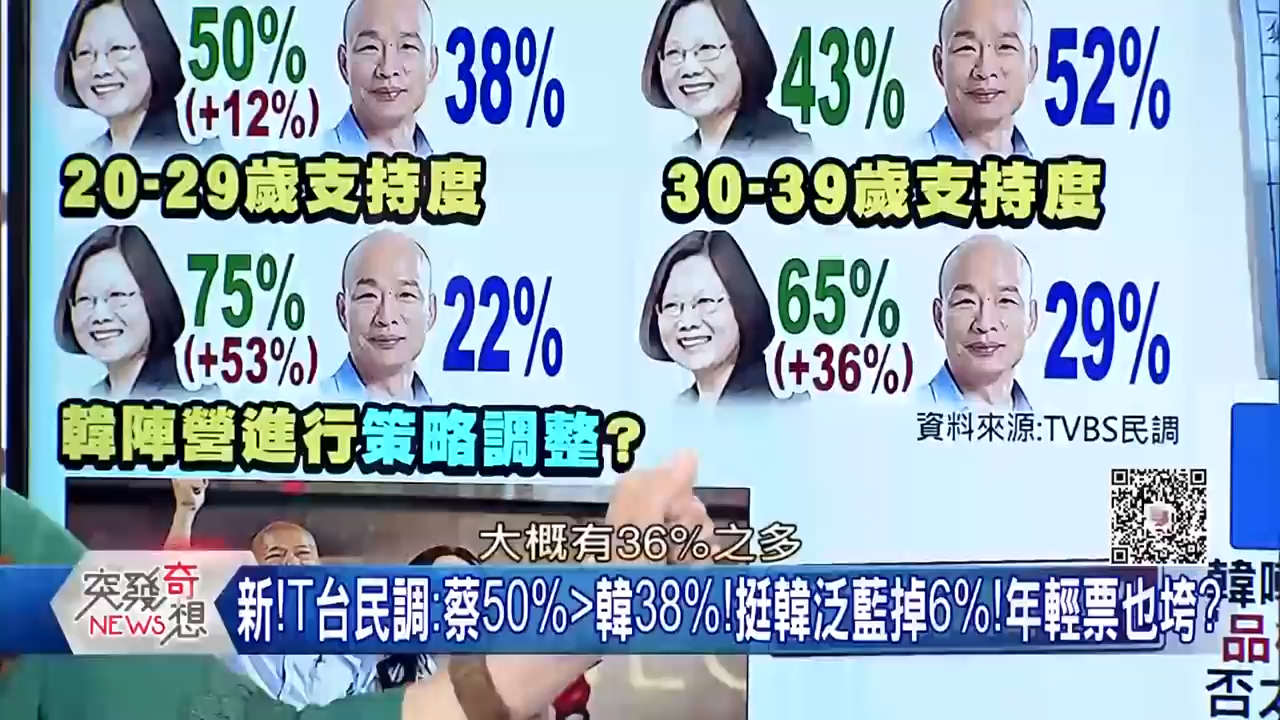 50%
(+12%)
38%
43%
52%
20-29歲支持度
30-39歲支持度
75%
(+53%)
22%
65%
(+36%)
29%
韓陣營進行策略調整?
資料來源:TVBS民調
大概有36%之多
突發奇想
NEWS
新!T台民調:蔡50%>韓38%!挺韓泛藍掉6%!年輕票也垮?
韓
品
否